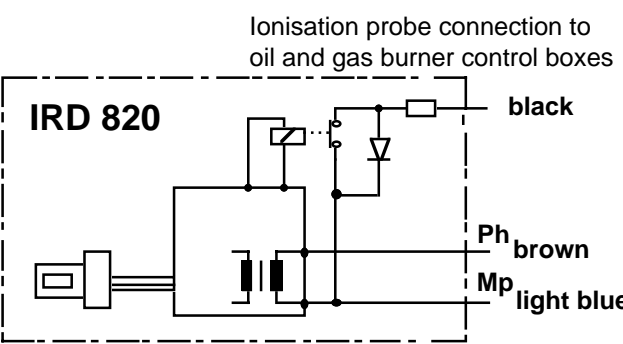 Ionisation probe connection to
oil and gas burner control boxes
IRD 820
black
Ph
brown
Mp
light blue